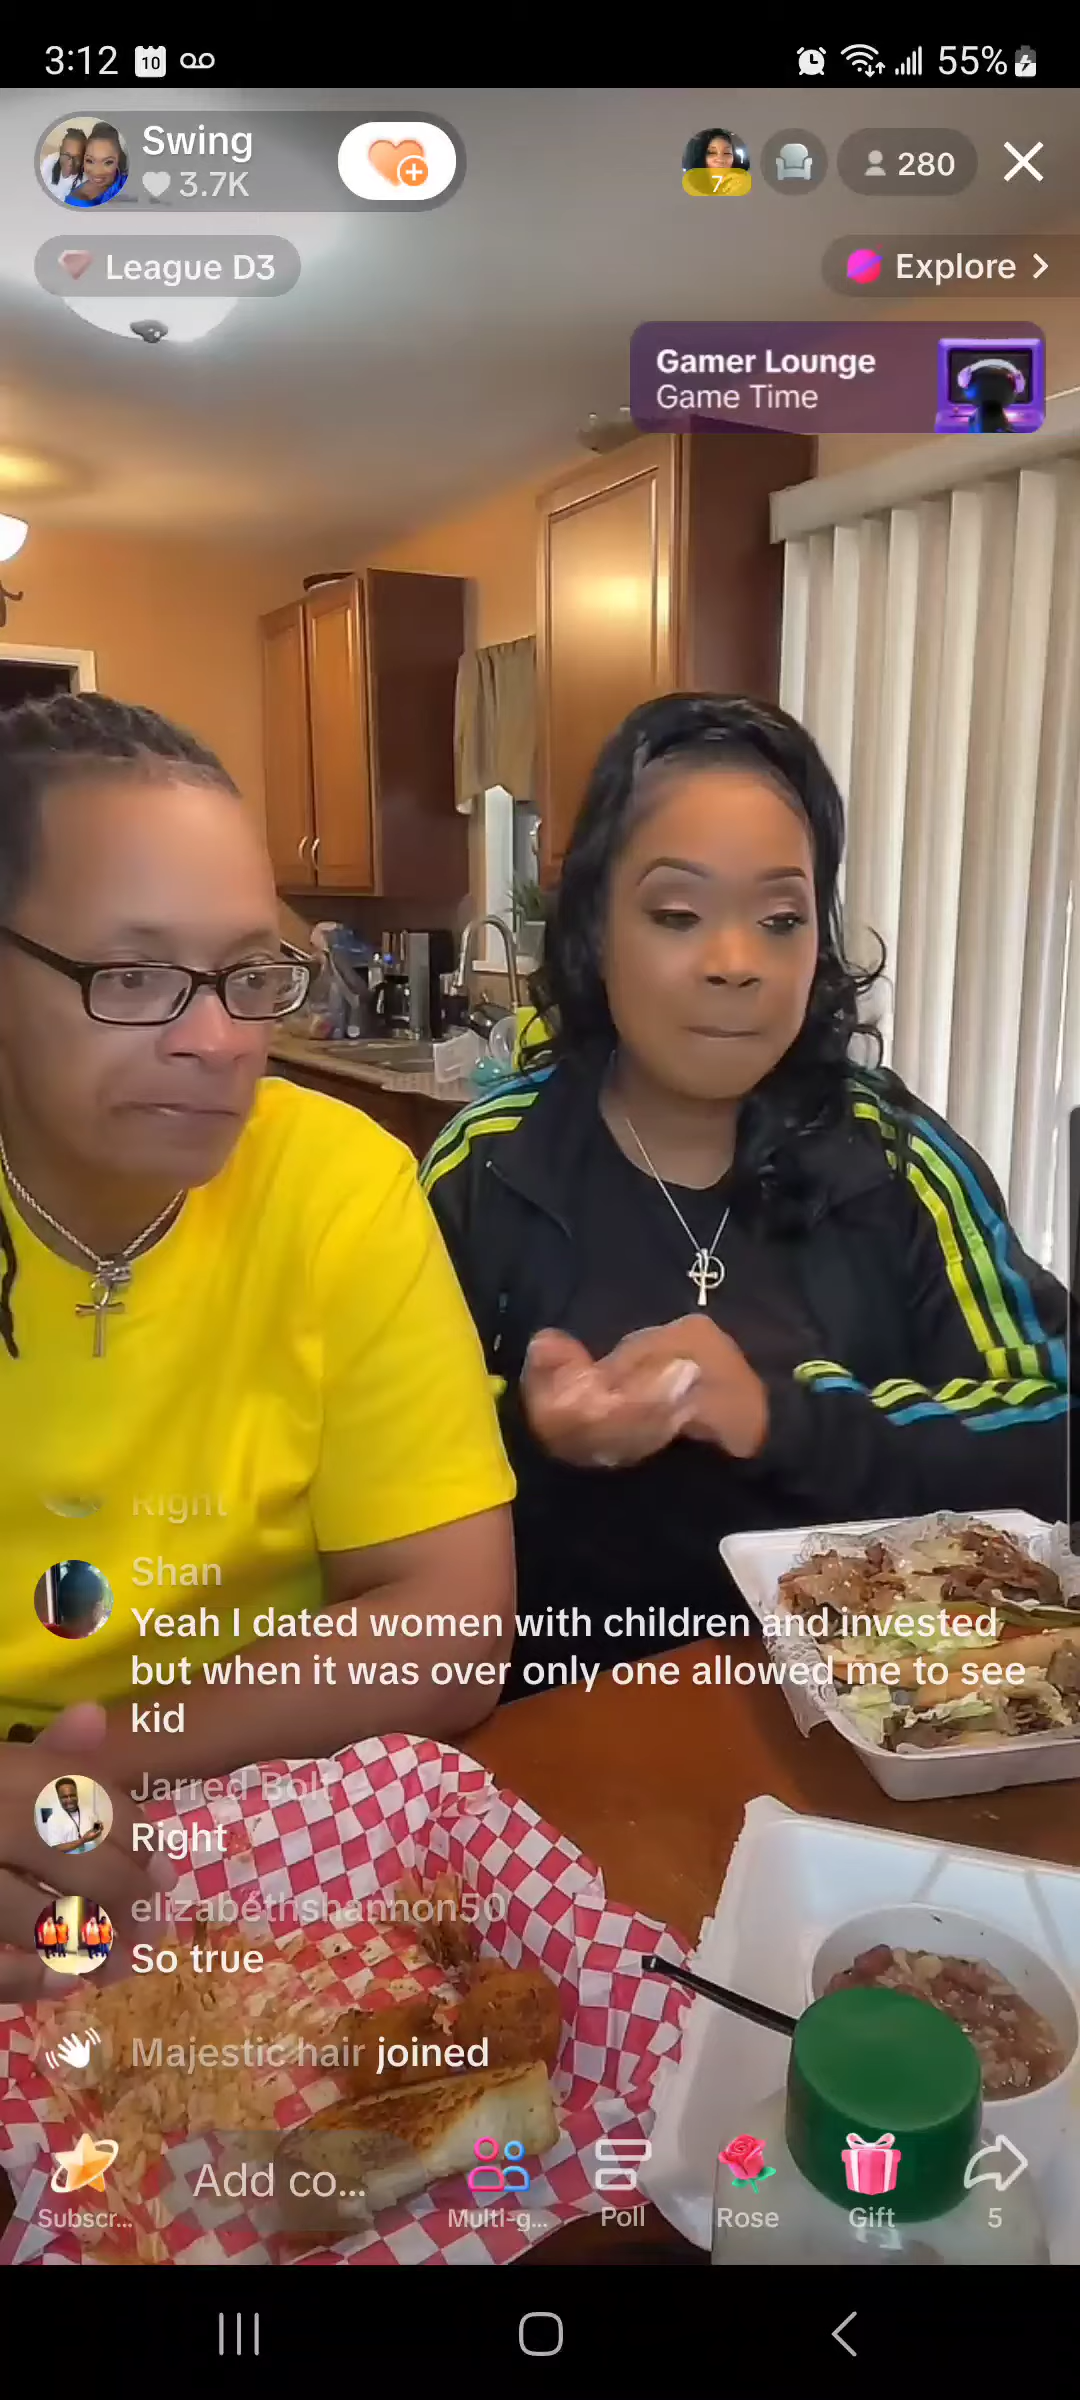 3:12
10
55%
Swing
3.7K
7
280
League D3
Explore
Gamer Lounge
Game Time
Right
Shan
Yeah I dated women with children and invested
but when it was over only one allowed me to see
kid
Jarred Bolt
Right
elizabethshannon50
So true
Majestic hair joined
Add co...
Subscr...
Multi-g...
Poll
Rose
Gift
5